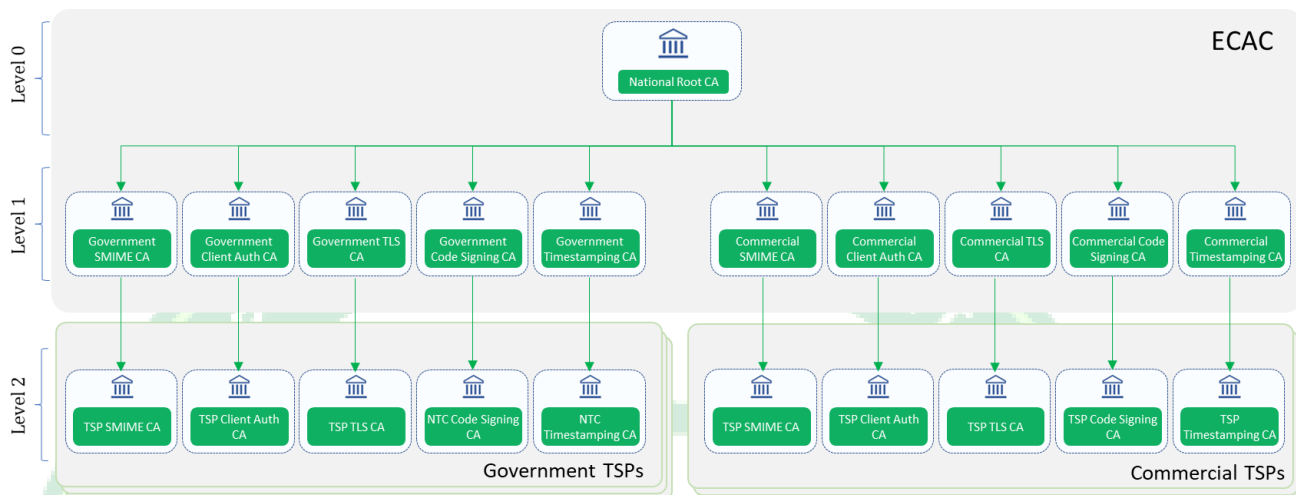 ECAC
Level 0
National Root CA
Level 1
Government
SMIME CA
Government
Client Auth CA
Government TLS
CA
Government
Code Signing CA
Government
Timestamping CA
Commercial
SMIME CA
Commercial
Client Auth CA
Commercial TLS
CA
Commercial Code
Signing CA
Commercial
Timestamping CA
Level 2
TSP SMIME CA
TSP Client Auth
CA
TSP TLS CA
NTC Code Signing
CA
NTC
Timestamping CA
TSP SMIME CA
TSP Client Auth
CA
TSP TLS CA
TSP Code Signing
CA
TSP
Timestamping CA
Government TSPs
Commercial TSPs